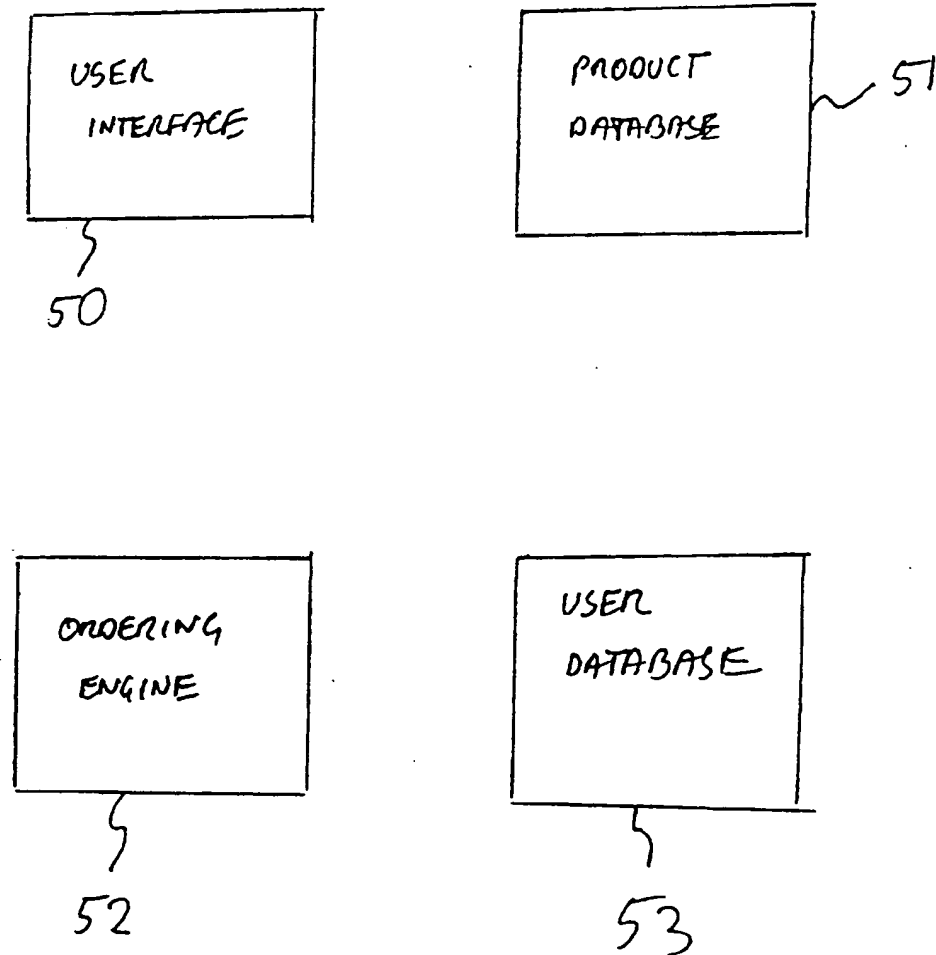 USER
INTERFACE
50
PRODUCT
DATABASE
51
ORDERING
ENGINE
52
USER
DATABASE
53